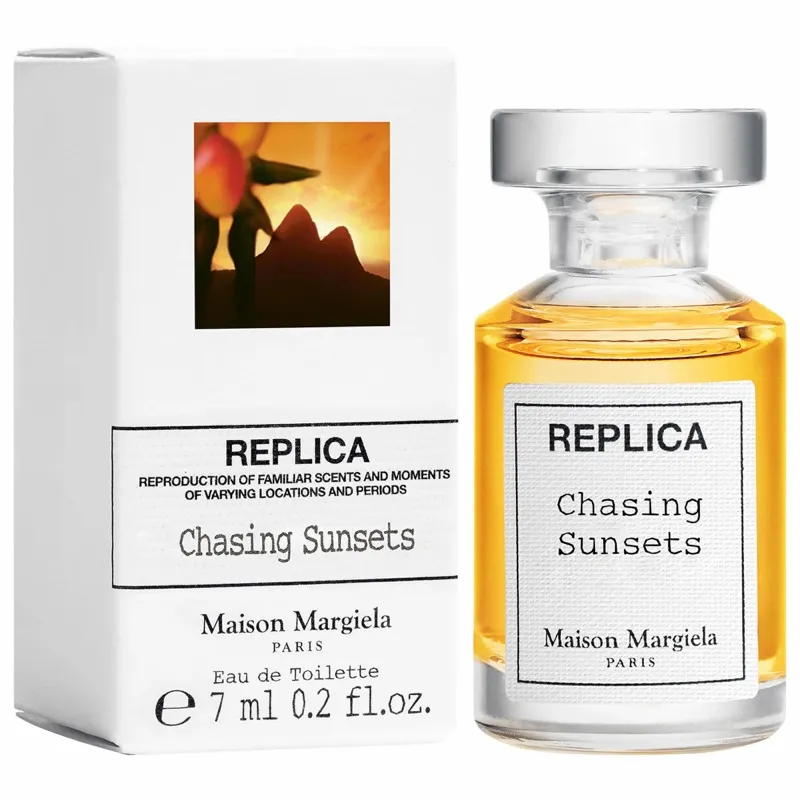 REPLICA
REPRODUCTION OF FAMILIAR SCENTS AND MOMENTS
OF VARYING LOCATIONS AND PERIODS
Chasing Sunsets
Maison Margiela
PARIS
Eau de Toilette
℮ 7 ml 0.2 fl.oz.
REPLICA
Chasing
Sunsets
Maison Margiela
PARIS